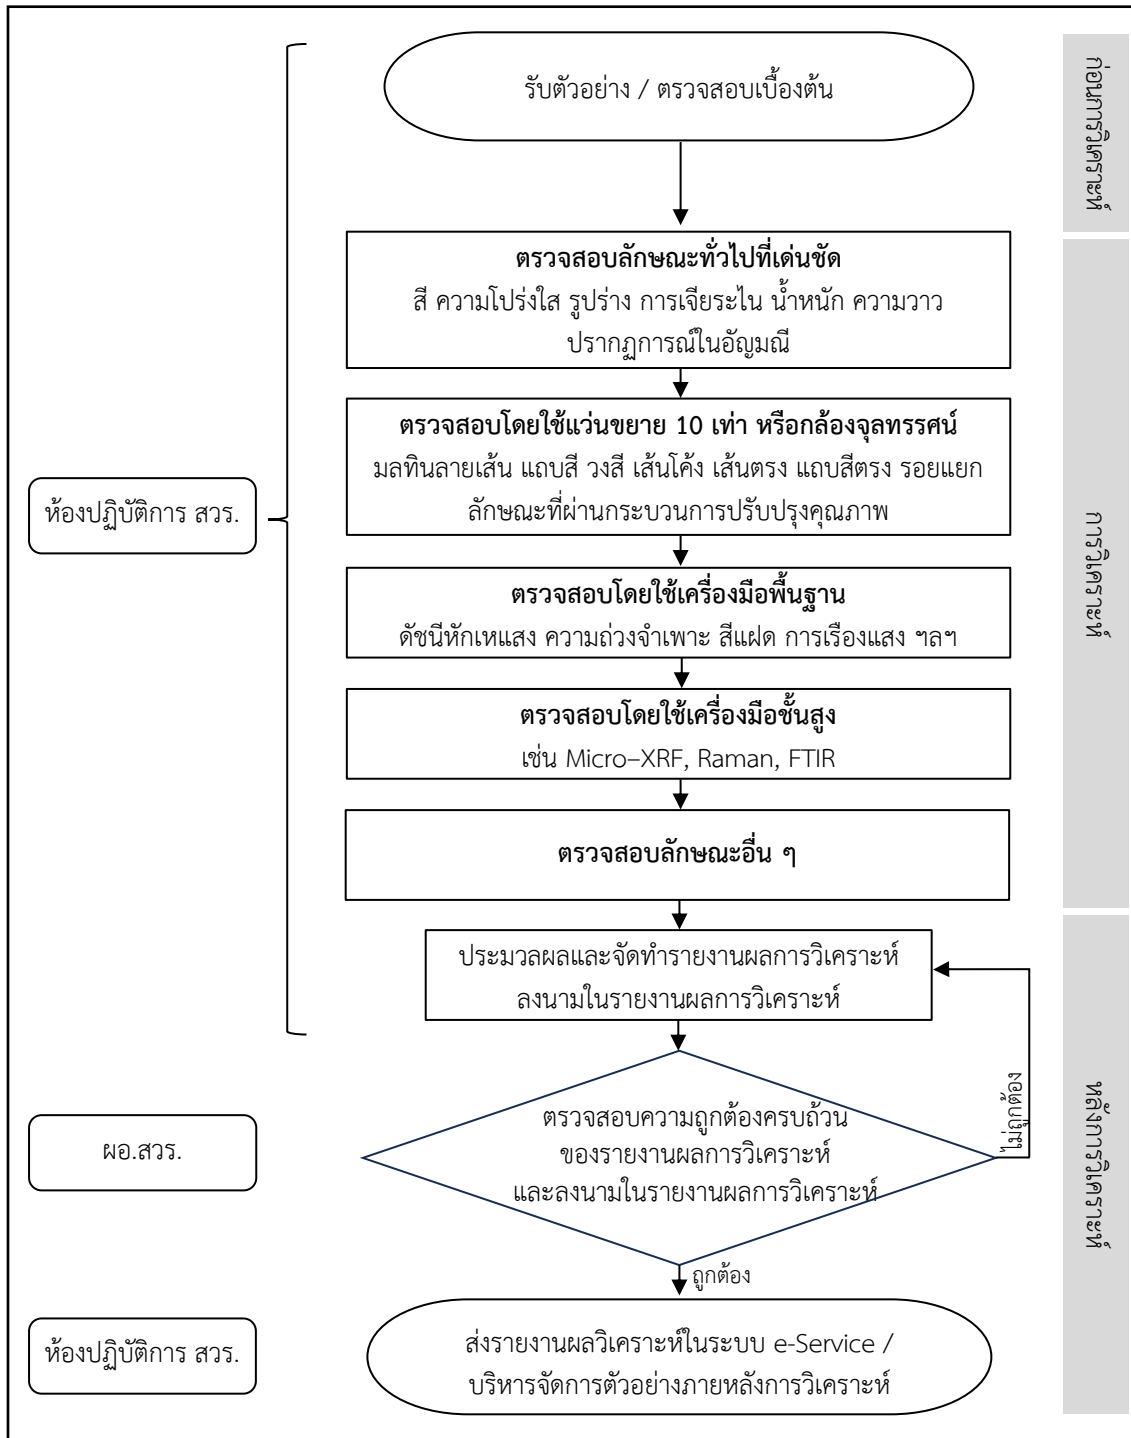 รับตัวอย่าง / ตรวจสอบเบื้องต้น
ก่อนการวิเคราะห์
ตรวจสอบลักษณะทั่วไปที่เด่นชัด
สี ความโปร่งใส รูปร่าง การเจียระไน น้ำหนัก ความวาว
ปรากฏการณ์ในอัญมณี
ตรวจสอบโดยใช้แว่นขยาย 10 เท่า หรือกล้องจุลทรรศน์
มลทินลายเส้น แถบสี วงสี เส้นโค้ง เส้นตรง แถบสีตรง รอยแยก
ลักษณะที่ผ่านกระบวนการปรับปรุงคุณภาพ
ห้องปฏิบัติการ สวร.
การวิเคราะห์
ตรวจสอบโดยใช้เครื่องมือพื้นฐาน
ดัชนีหักเหแสง ความถ่วงจำเพาะ สีแฝด การเรืองแสง ฯลฯ
ตรวจสอบโดยใช้เครื่องมือชั้นสูง
เช่น Micro–XRF, Raman, FTIR
ตรวจสอบลักษณะอื่น ๆ
ประมวลผลและจัดทำรายงานผลการวิเคราะห์
ลงนามในรายงานผลการวิเคราะห์
ไม่ถูกต้อง
หลังการวิเคราะห์
ผอ.สวร.
ตรวจสอบความถูกต้องครบถ้วน
ของรายงานผลการวิเคราะห์
และลงนามในรายงานผลการวิเคราะห์
ถูกต้อง
ห้องปฏิบัติการ สวร.
ส่งรายงานผลวิเคราะห์ในระบบ e-Service /
บริหารจัดการตัวอย่างภายหลังการวิเคราะห์